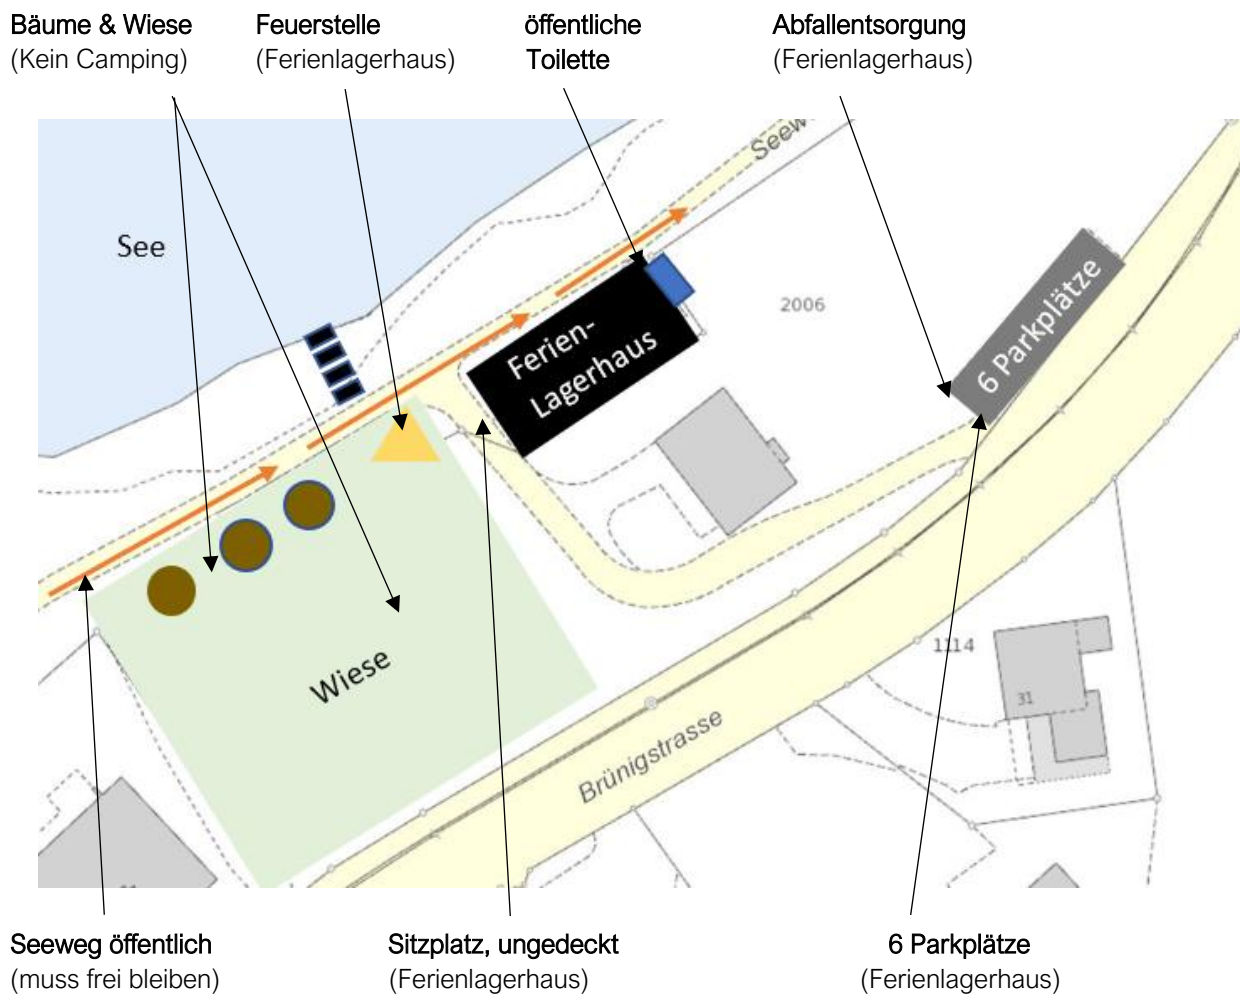 Bäume & Wiese
(Kein Camping)
Feuerstelle
(Ferienlagerhaus)
öffentliche
Toilette
Abfallentsorgung
(Ferienlagerhaus)
Seew
See
2006
6 Parkplätze
Ferien-
Lagerhaus
Wiese
1114
31
Brünigstrasse
Seeweg öffentlich
(muss frei bleiben)
Sitzplatz, ungedeckt
(Ferienlagerhaus)
6 Parkplätze
(Ferienlagerhaus)